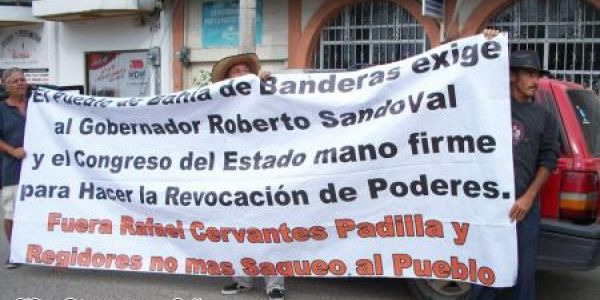 El Pueblo de Bahía de Banderas exige
al Gobernador Roberto SandoVal
y el Congreso del Estado mano firme
para Hacer la Revocación de Poderes.
Fuera Rafael Cervantes Padilla y
Regidores no mas Saqueo al Pueblo